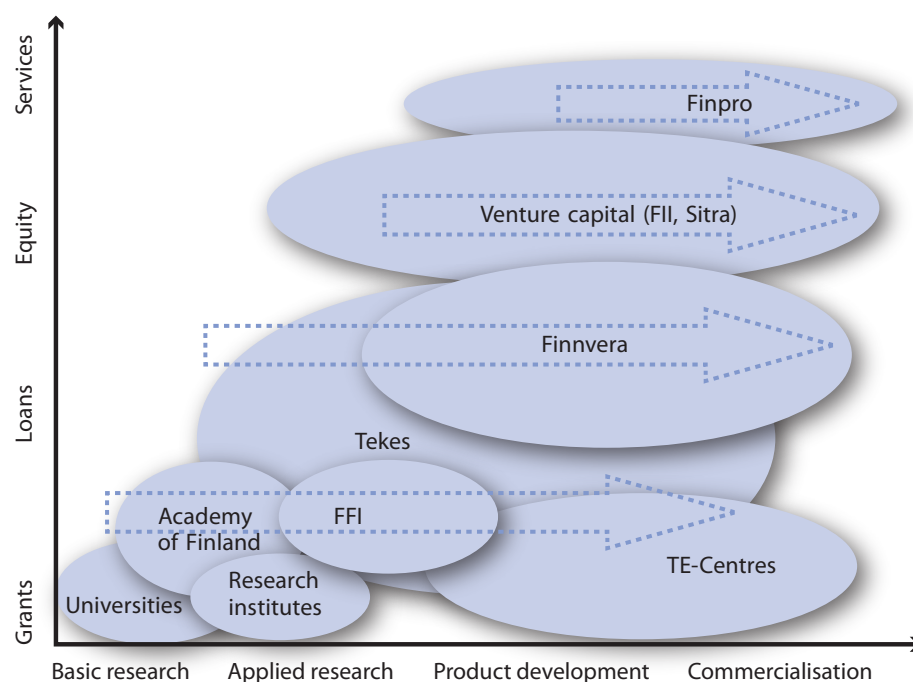 Services
Finpro
Equity
Venture capital (FII, Sitra)
Finnvera
Loans
Tekes
Academy
of Finland
FFI
TE-Centres
Research
institutes
Universities
Grants
Basic research
Applied research
Product development
Commercialisation